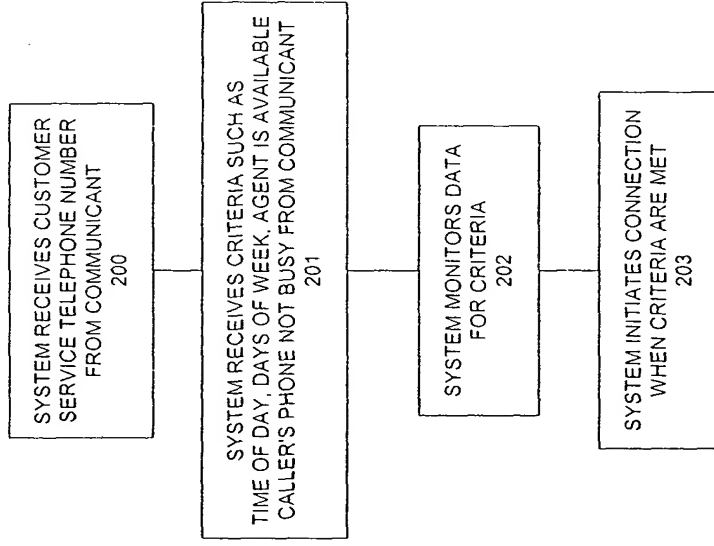 SYSTEM RECEIVES CUSTOMER
SERVICE TELEPHONE NUMBER
FROM COMMUNICANT
200
SYSTEM RECEIVES CRITERIA SUCH AS
TIME OF DAY, DAYS OF WEEK, AGENT IS AVAILABLE
CALLER'S PHONE NOT BUSY FROM COMMUNICANT
201
SYSTEM MONITORS DATA
FOR CRITERIA
202
SYSTEM INITIATES CONNECTION
WHEN CRITERIA ARE MET
203